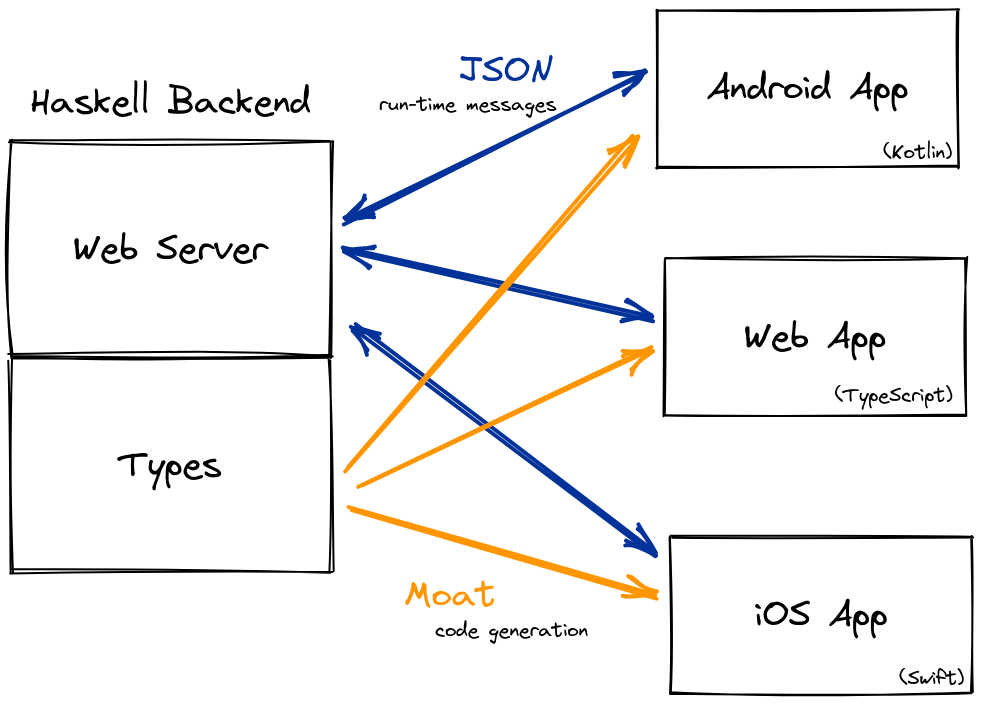 Haskell Backend
Web Server
Types
JSON
run-time messages
Moat
code generation
Android App
(Kotlin)
Web App
(TypeScript)
iOS App
(Swift)